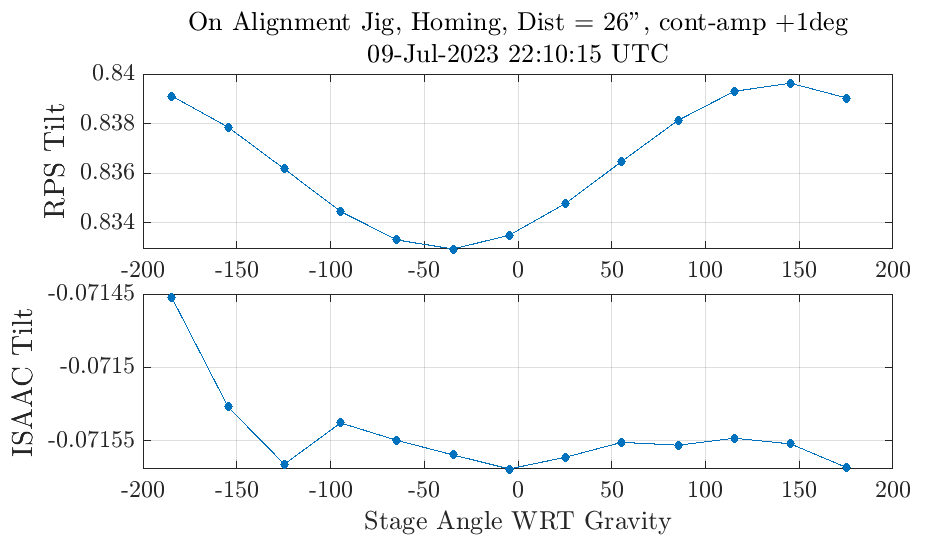 On Alignment Jig, Homing, Dist = 26”, cont-amp +1deg
09-Jul-2023 22:10:15 UTC
RPS Tilt
0.84
0.838
0.836
0.834
-200 -150 -100 -50 0 50 100 150 200
ISAAC Tilt
-0.07145
-0.0715
-0.07155
-200 -150 -100 -50 0 50 100 150 200
Stage Angle WRT Gravity